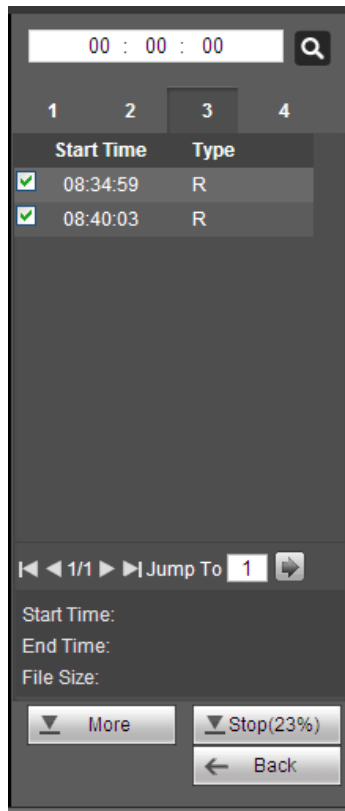 00 : 00 : 00
1 2 3 4
Start Time Type
08:34:59 R
08:40:03 R
1/1 Jump To 1
Start Time:
End Time:
File Size:
More Stop(23%)
Back